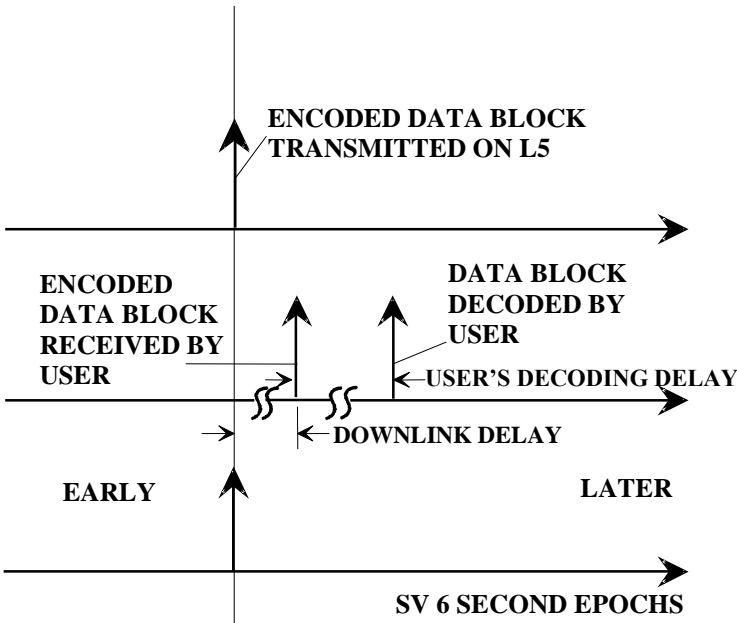 ENCODED DATA BLOCK
TRANSMITTED ON L5
ENCODED
DATA BLOCK
RECEIVED BY
USER
DATA BLOCK
DECODED BY
USER
USER'S DECODING DELAY
DOWNLINK DELAY
EARLY
LATER
SV 6 SECOND EPOCHS